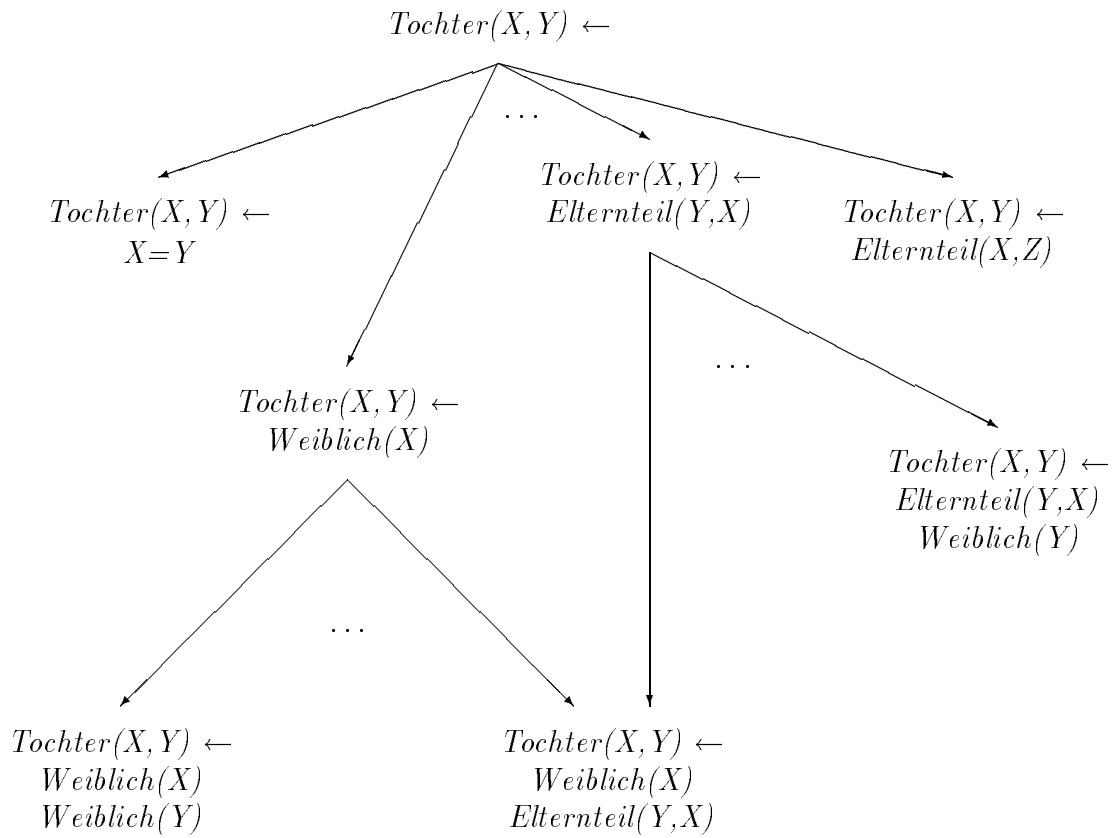 Tochter(X,Y) ←
...
Tochter(X,Y) ←
X=Y
Tochter(X,Y) ←
Elternteil(Y,X)
Tochter(X,Y) ←
Elternteil(X,Z)
...
Tochter(X,Y) ←
Weiblich(X)
Tochter(X,Y) ←
Elternteil(Y,X)
Weiblich(Y)
...
Tochter(X,Y) ←
Weiblich(X)
Weiblich(Y)
Tochter(X,Y) ←
Weiblich(X)
Elternteil(Y,X)